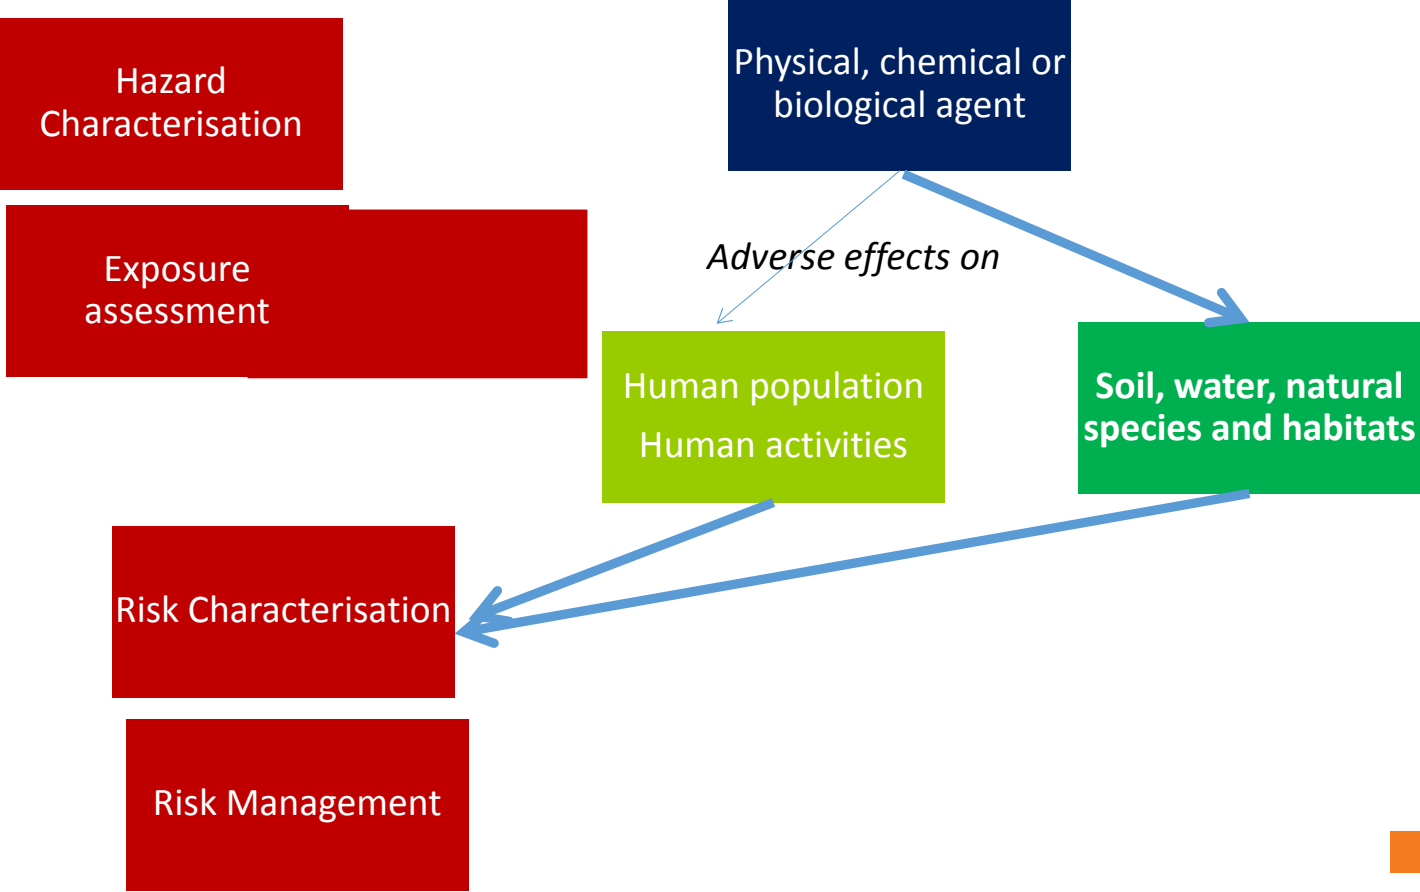 Hazard
Characterisation
Physical, chemical or
biological agent
Exposure
assessment
Adverse effects on
Human population
Human activities
Soil, water, natural
species and habitats
Risk Characterisation
Risk Management